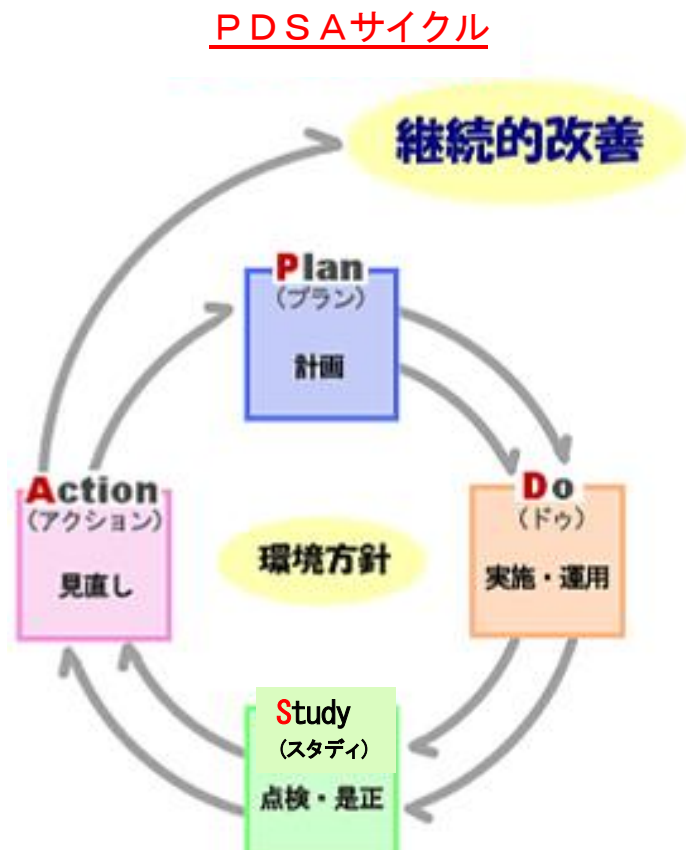 ＰＤＳＡサイクル
継続的改善
Plan
（プラン）
計画
Do
（ドゥ）
実施・運用
Study
（スタディ）
点検・是正
Action
（アクション）
見直し
環境方針